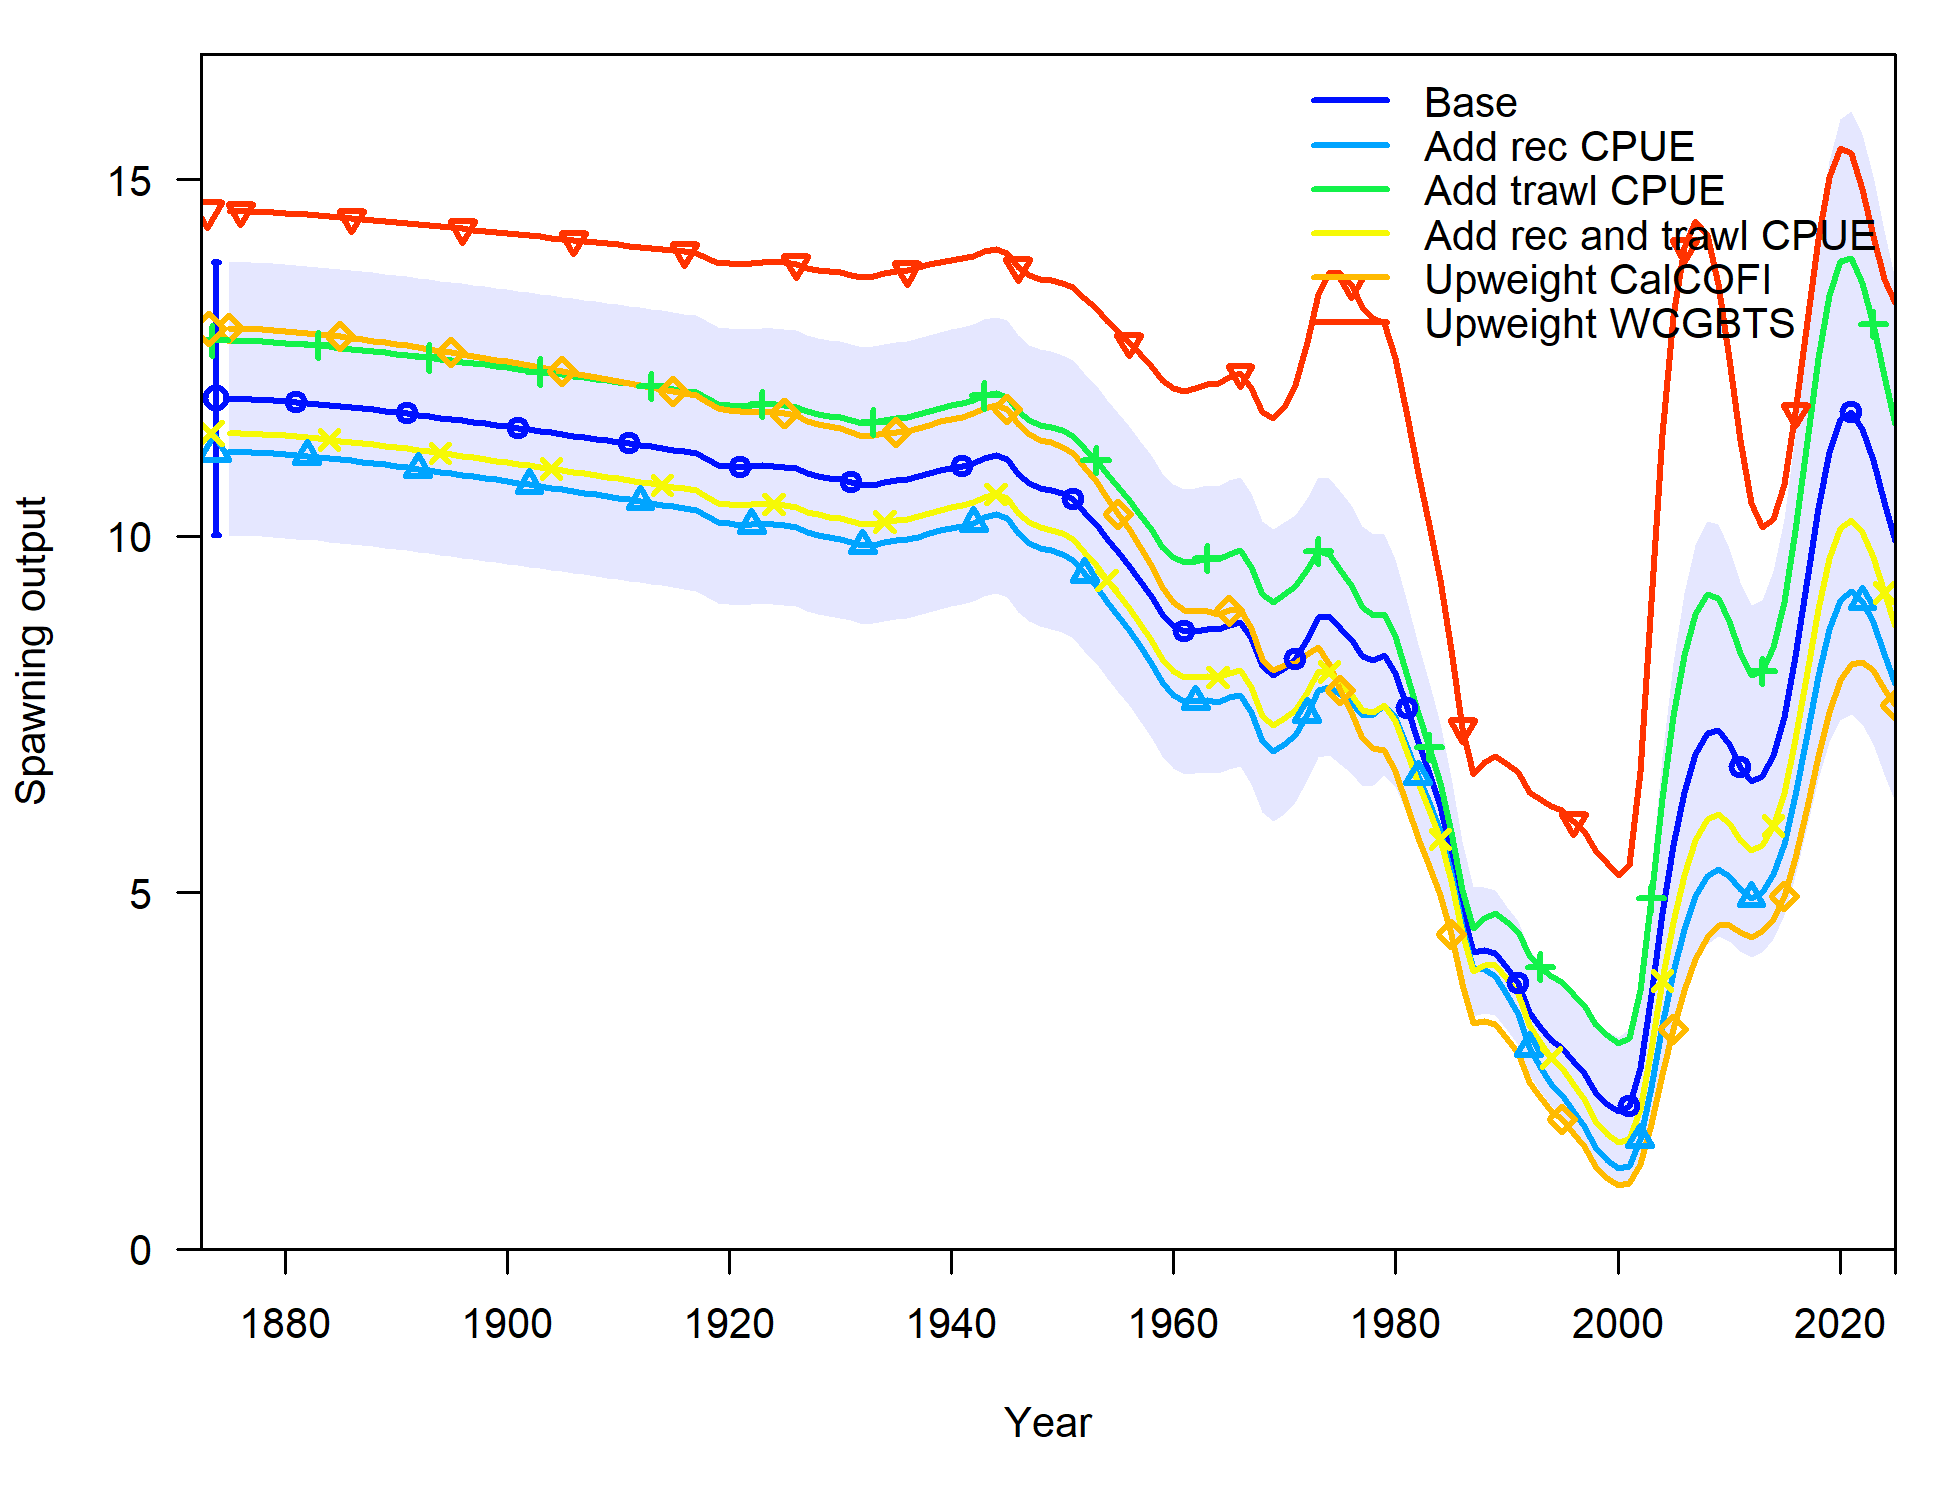 Base
Add rec CPUE
Add trawl CPUE
Add rec and trawl CPUE
Upweight CalCOFI
Upweight WCGBTS
15
10
5
0
Spawning output
1880 1900 1920 1940 1960 1980 2000 2020
Year